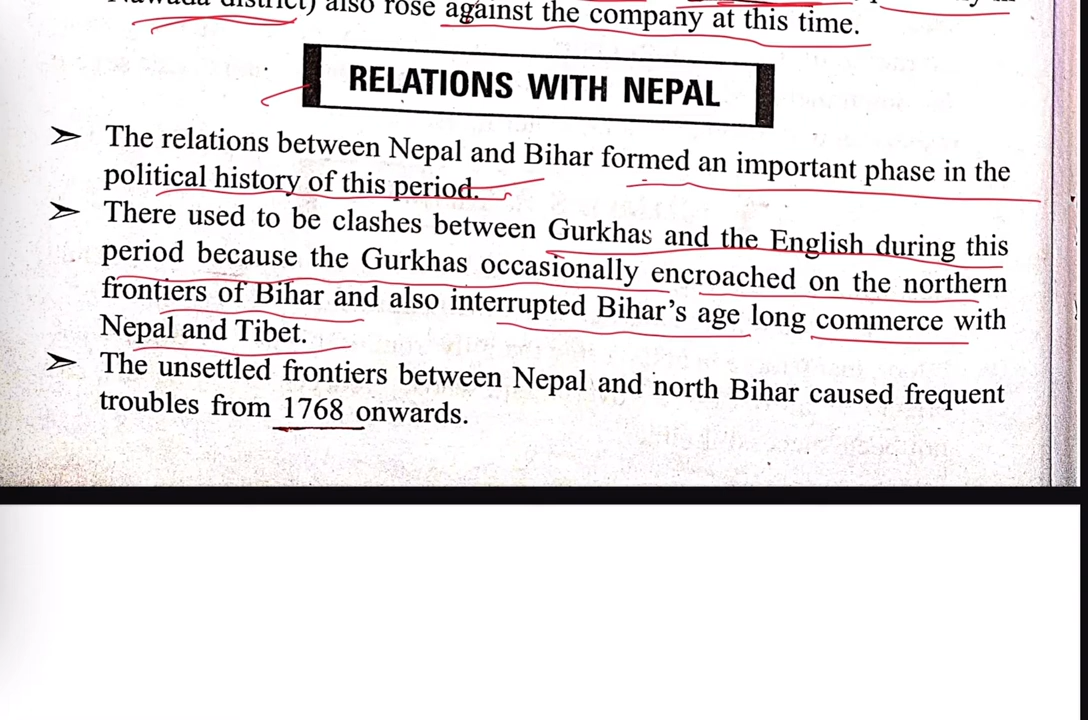 district) also rose against the company at this time.
RELATIONS WITH NEPAL
➤ The relations between Nepal and Bihar formed an important phase in the
political history of this period.
➤ There used to be clashes between Gurkhas and the English during this
period because the Gurkhas occasionally encroached on the northern
frontiers of Bihar and also interrupted Bihar's age long commerce with
Nepal and Tibet.
➤ The unsettled frontiers between Nepal and north Bihar caused frequent
troubles from 1768 onwards.